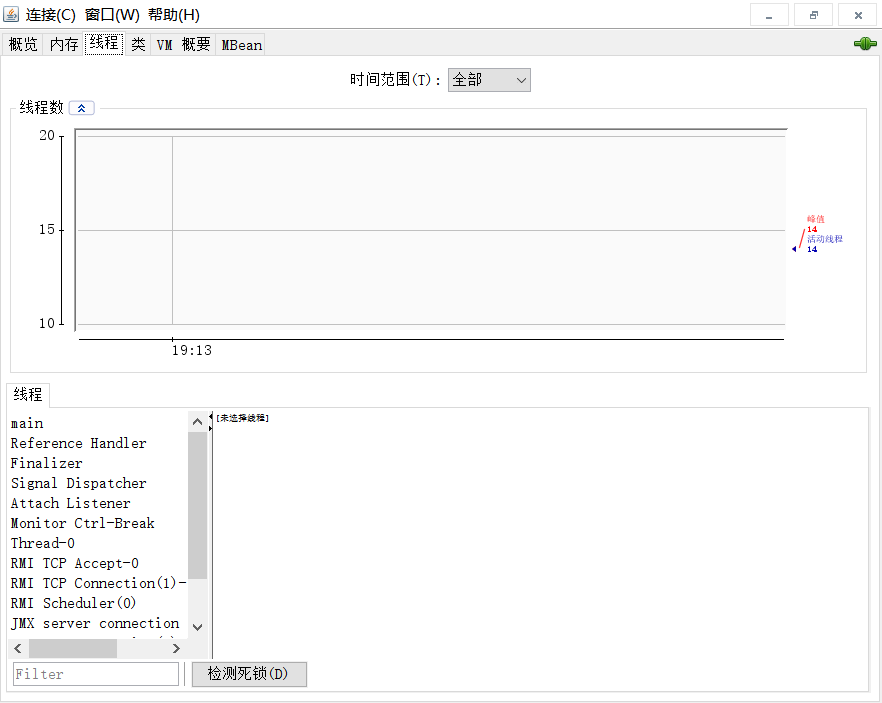 连接(C) 窗口(W) 帮助(H)
概览 内存 线程 类 VM 概要 MBean
时间范围(T): 全部
线程数
20
15
10
19:13
峰值
14
活动线程
14
线程
main
Reference Handler
Finalizer
Signal Dispatcher
Attach Listener
Monitor Ctrl-Break
Thread-0
RMI TCP Accept-0
RMI TCP Connection(1)-
RMI Scheduler(0)
JMX server connection
[未选择线程]
Filter
检测死锁(D)